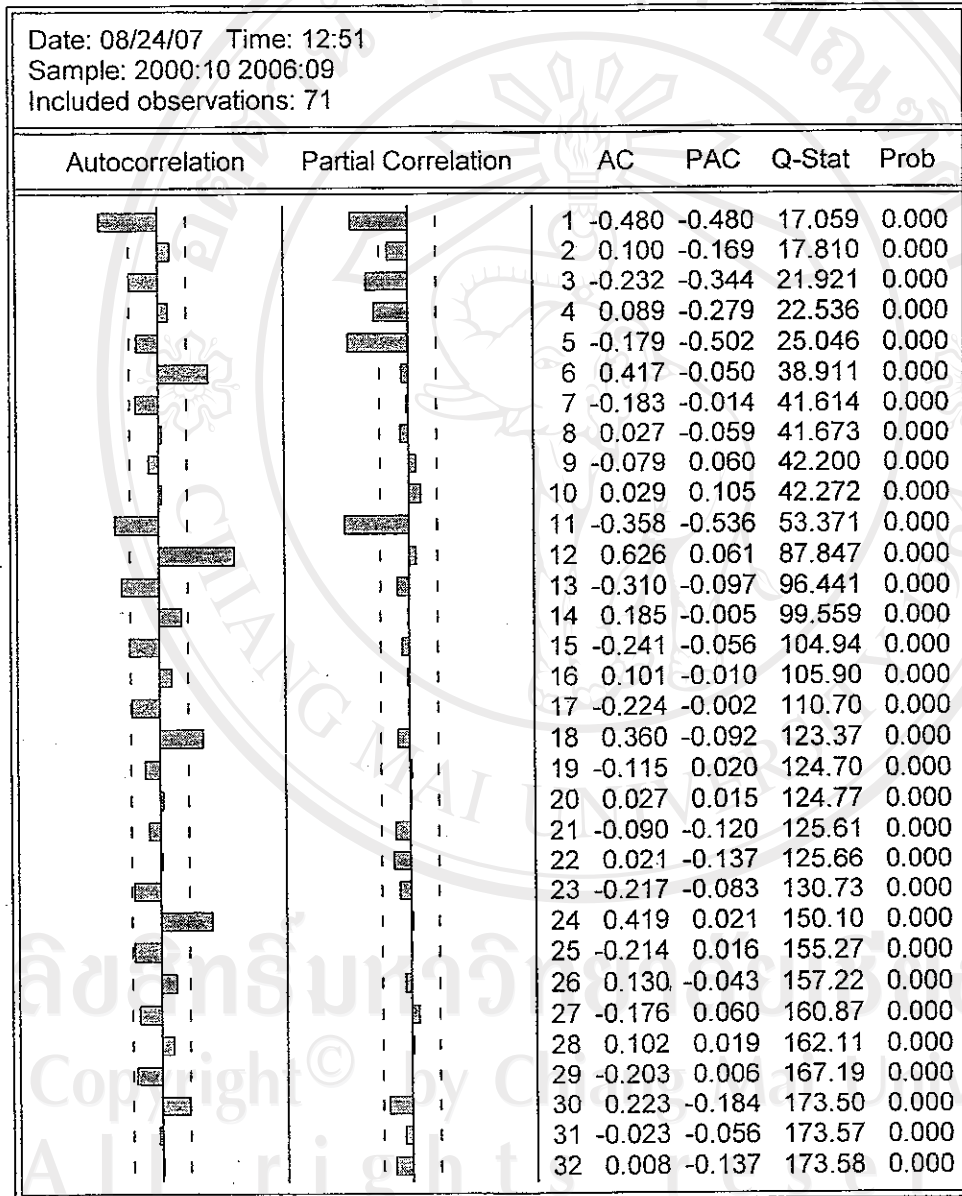 Date: 08/24/07 Time: 12:51
Sample: 2000:10 2006:09
Included observations: 71
Autocorrelation Partial Correlation AC PAC Q-Stat Prob
1 -0.480 -0.480 17.059 0.000
2 0.100 -0.169 17.810 0.000
3 -0.232 -0.344 21.921 0.000
4 0.089 -0.279 22.536 0.000
5 -0.179 -0.502 25.046 0.000
6 0.417 -0.050 38.911 0.000
7 -0.183 -0.014 41.614 0.000
8 0.027 -0.059 41.673 0.000
9 -0.079 0.060 42.200 0.000
10 0.029 0.105 42.272 0.000
11 -0.358 -0.536 53.371 0.000
12 0.626 0.061 87.847 0.000
13 -0.310 -0.097 96.441 0.000
14 0.185 -0.005 99.559 0.000
15 -0.241 -0.056 104.94 0.000
16 0.101 -0.010 105.90 0.000
17 -0.224 -0.002 110.70 0.000
18 0.360 -0.092 123.37 0.000
19 -0.115 0.020 124.70 0.000
20 0.027 0.015 124.77 0.000
21 -0.090 -0.120 125.61 0.000
22 0.021 -0.137 125.66 0.000
23 -0.217 -0.083 130.73 0.000
24 0.419 0.021 150.10 0.000
25 -0.214 0.016 155.27 0.000
26 0.130 -0.043 157.22 0.000
27 -0.176 0.060 160.87 0.000
28 0.102 0.019 162.11 0.000
29 -0.203 0.006 167.19 0.000
30 0.223 -0.184 173.50 0.000
31 -0.023 -0.056 173.57 0.000
32 0.008 -0.137 173.58 0.000
CHIANG MAI UNIVER
Copyright© by Chiang Mai Uni
All rights